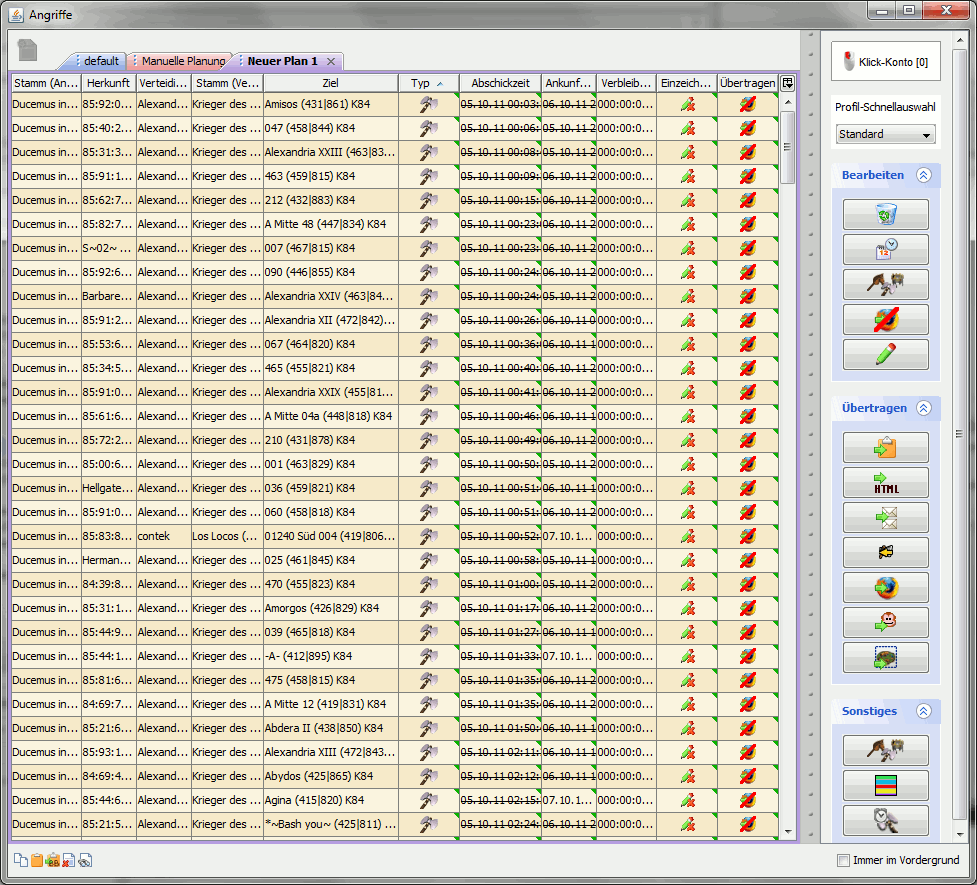 Angriffe
default Manuelle Planung Neuer Plan 1
Stamm (An... Herkunft Verteidi... Stamm (Ve... Ziel Typ Abschickzeit Ankunf... Verbleib... Einzeich... Übertragen
Ducemus in... 85:92:0... Alexand... Krieger des ... Amisos (431|861) K84 05.10.11 00:03: 06.10.11 2 000:00:0...
Ducemus in... 85:40:2... Alexand... Krieger des ... 047 (458|844) K84 05.10.11 00:06: 06.10.11 2 000:00:0...
Ducemus in... 85:31:3... Alexand... Krieger des ... Alexandria XXIII (463|83... 05.10.11 00:08: 06.10.11 2 000:00:0...
Ducemus in... 85:91:1... Alexand... Krieger des ... 463 (459|815) K84 05.10.11 00:09: 06.10.11 2 000:00:0...
Ducemus in... 85:62:7... Alexand... Krieger des ... 212 (432|883) K84 05.10.11 00:15: 06.10.11 2 000:00:0...
Ducemus in... 85:82:7... Alexand... Krieger des ... A Mitte 48 (447|834) K84 05.10.11 00:23: 06.10.11 2 000:00:0...
Ducemus in... S~02~ ... Alexand... Krieger des ... 007 (467|815) K84 05.10.11 00:23: 06.10.11 2 000:00:0...
Ducemus in... 85:92:6... Alexand... Krieger des ... 090 (446|855) K84 05.10.11 00:24: 06.10.11 2 000:00:0...
Ducemus in... Barbare... Alexand... Krieger des ... Alexandria XXIV (463|84... 05.10.11 00:24: 06.10.11 2 000:00:0...
Ducemus in... 85:91:2... Alexand... Krieger des ... Alexandria XII (472|842)... 05.10.11 00:26: 06.10.11 0 000:00:0...
Ducemus in... 85:53:6... Alexand... Krieger des ... 067 (464|820) K84 05.10.11 00:36: 06.10.11 1 000:00:0...
Ducemus in... 85:34:5... Alexand... Krieger des ... 465 (455|821) K84 05.10.11 00:40: 06.10.11 2 000:00:0...
Ducemus in... 85:91:0... Alexand... Krieger des ... Alexandria XXIX (455|81... 05.10.11 00:41: 06.10.11 2 000:00:0...
Ducemus in... 85:61:6... Alexand... Krieger des ... A Mitte 04a (448|818) K84 05.10.11 00:46: 06.10.11 1 000:00:0...
Ducemus in... 85:72:2... Alexand... Krieger des ... 210 (431|878) K84 05.10.11 00:49: 06.10.11 2 000:00:0...
Ducemus in... 85:00:6... Alexand... Krieger des ... 001 (463|829) K84 05.10.11 00:50: 06.10.11 2 000:00:0...
Ducemus in... Hellgate... Alexand... Krieger des ... 036 (459|821) K84 05.10.11 00:51: 06.10.11 1 000:00:0...
Ducemus in... 85:91:0... Alexand... Krieger des ... 060 (458|818) K84 05.10.11 00:51: 06.10.11 2 000:00:0...
Ducemus in... 85:83:8... contek Los Locos (... 01240 Süd 004 (419|806... 05.10.11 00:52: 07.10.1... 000:00:0...
Ducemus in... Herman... Alexand... Krieger des ... 025 (461|845) K84 05.10.11 00:58: 06.10.11 1 000:00:0...
Ducemus in... 84:39:8... Alexand... Krieger des ... 470 (455|823) K84 05.10.11 01:00: 06.10.11 2 000:00:0...
Ducemus in... 85:31:1... Alexand... Krieger des ... Amorgos (426|829) K84 05.10.11 01:17: 06.10.11 2 000:00:0...
Ducemus in... 85:44:9... Alexand... Krieger des ... 039 (465|818) K84 05.10.11 01:27: 06.10.11 1 000:00:0...
Ducemus in... 85:44:1... Alexand... Krieger des ... -A- (412|895) K84 05.10.11 01:33: 07.10.1... 000:00:0...
Ducemus in... 85:81:6... Alexand... Krieger des ... 475 (458|815) K84 05.10.11 01:35: 06.10.11 2 000:00:0...
Ducemus in... 84:69:7... Alexand... Krieger des ... A Mitte 12 (419|831) K84 05.10.11 01:35: 06.10.11 2 000:00:0...
Ducemus in... 85:21:6... Alexand... Krieger des ... Abdera II (438|850) K84 05.10.11 01:50: 06.10.11 2 000:00:0...
Ducemus in... 85:93:1... Alexand... Krieger des ... Alexandria XIII (472|843... 05.10.11 02:11: 06.10.11 1 000:00:0...
Ducemus in... 84:69:4... Alexand... Krieger des ... Abydos (425|865) K84 05.10.11 02:12: 06.10.11 1 000:00:0...
Ducemus in... 85:44:6... Alexand... Krieger des ... Agina (415|820) K84 05.10.11 02:15: 07.10.1... 000:00:0...
Ducemus in... 85:21:5... Alexand... Krieger des ... *~Bash you~ (425|811) ... 05.10.11 02:24: 06.10.11 2 000:00:0...
Klick-Konto [0]
Profil-Schnellauswahl
Standard
Bearbeiten
12
Übertragen
HTML
Sonstiges
BB
Immer im Vordergrund